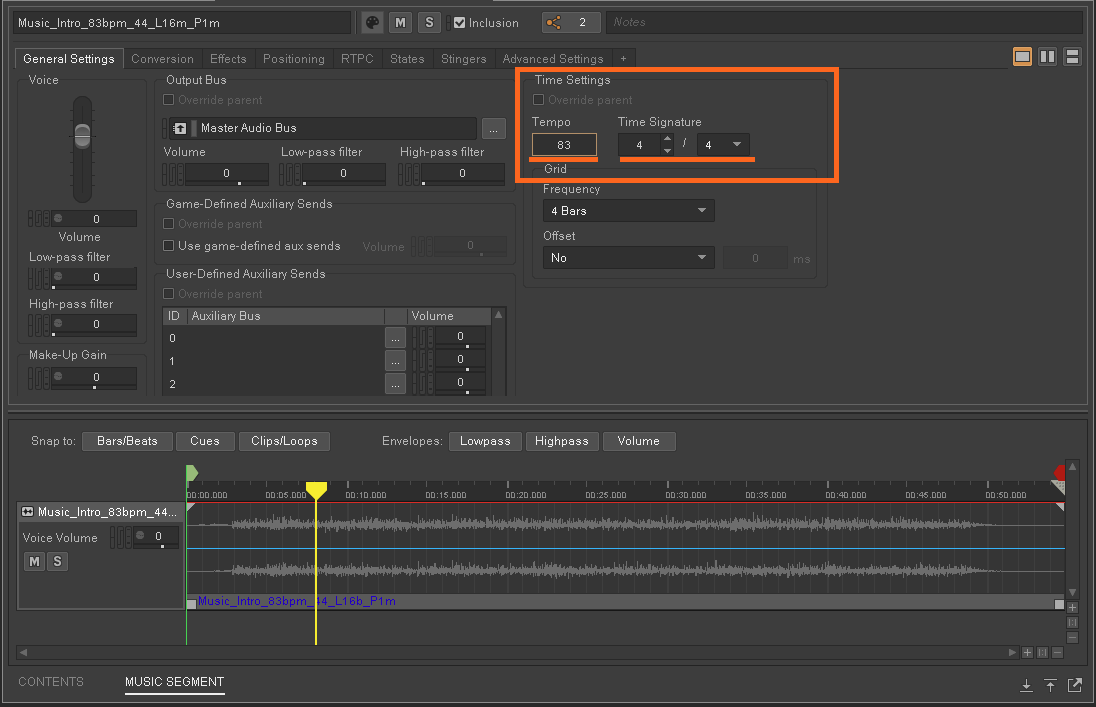 Music_Intro_83bpm_44_L16m_P1m M S Inclusion 2 Notes
General Settings Conversion Effects Positioning RTPC States Stingers Advanced Settings +
Voice
Output Bus
Time Settings
Override parent
Override parent
Tempo Time Signature
Master Audio Bus ...
83 4 / 4
Volume Low-pass filter High-pass filter
0 0 0
Grid
Frequency
4 Bars
Game-Defined Auxiliary Sends
Override parent
Use game-defined aux sends Volume 0
Offset
No 0 ms
0
Volume
Low-pass filter
0
High-pass filter
0
Make-Up Gain
0
User-Defined Auxiliary Sends
Override parent
ID Auxiliary Bus Volume
0 ... 0
1 ... 0
2 ... 0
Snap to: Bars/Beats Cues Clips/Loops Envelopes: Lowpass Highpass Volume
00:00.000 00:05.000 00:10.000 00:15.000 00:20.000 00:25.000 00:30.000 00:35.000 00:40.000 00:45.000 00:50.000
Music_Intro_83bpm_44...
Voice Volume 0
M S
Music_Intro_83bpm_44_L16b_P1m
CONTENTS MUSIC SEGMENT